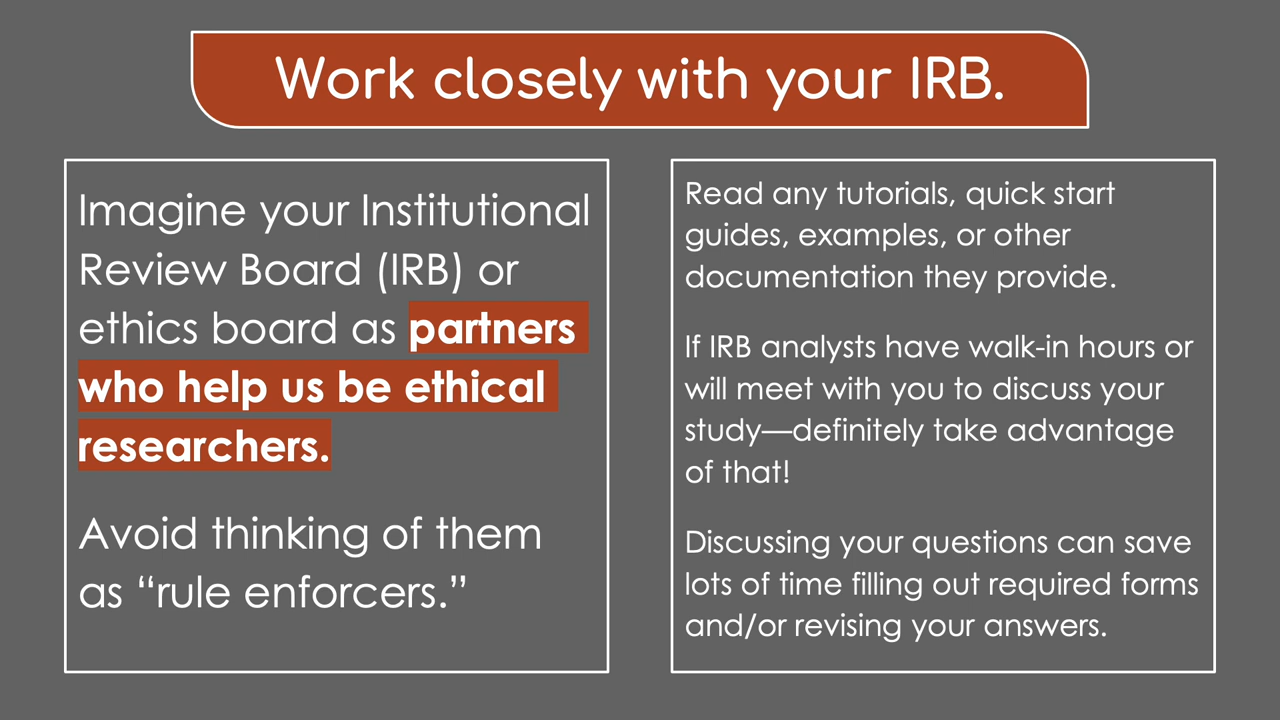 Work closely with your IRB.
Imagine your Institutional
Review Board (IRB) or
ethics board as partners
who help us be ethical
researchers.
Avoid thinking of them
as “rule enforcers.”
Read any tutorials, quick start
guides, examples, or other
documentation they provide.
If IRB analysts have walk-in hours or
will meet with you to discuss your
study—definitely take advantage
of that!
Discussing your questions can save
lots of time filling out required forms
and/or revising your answers.